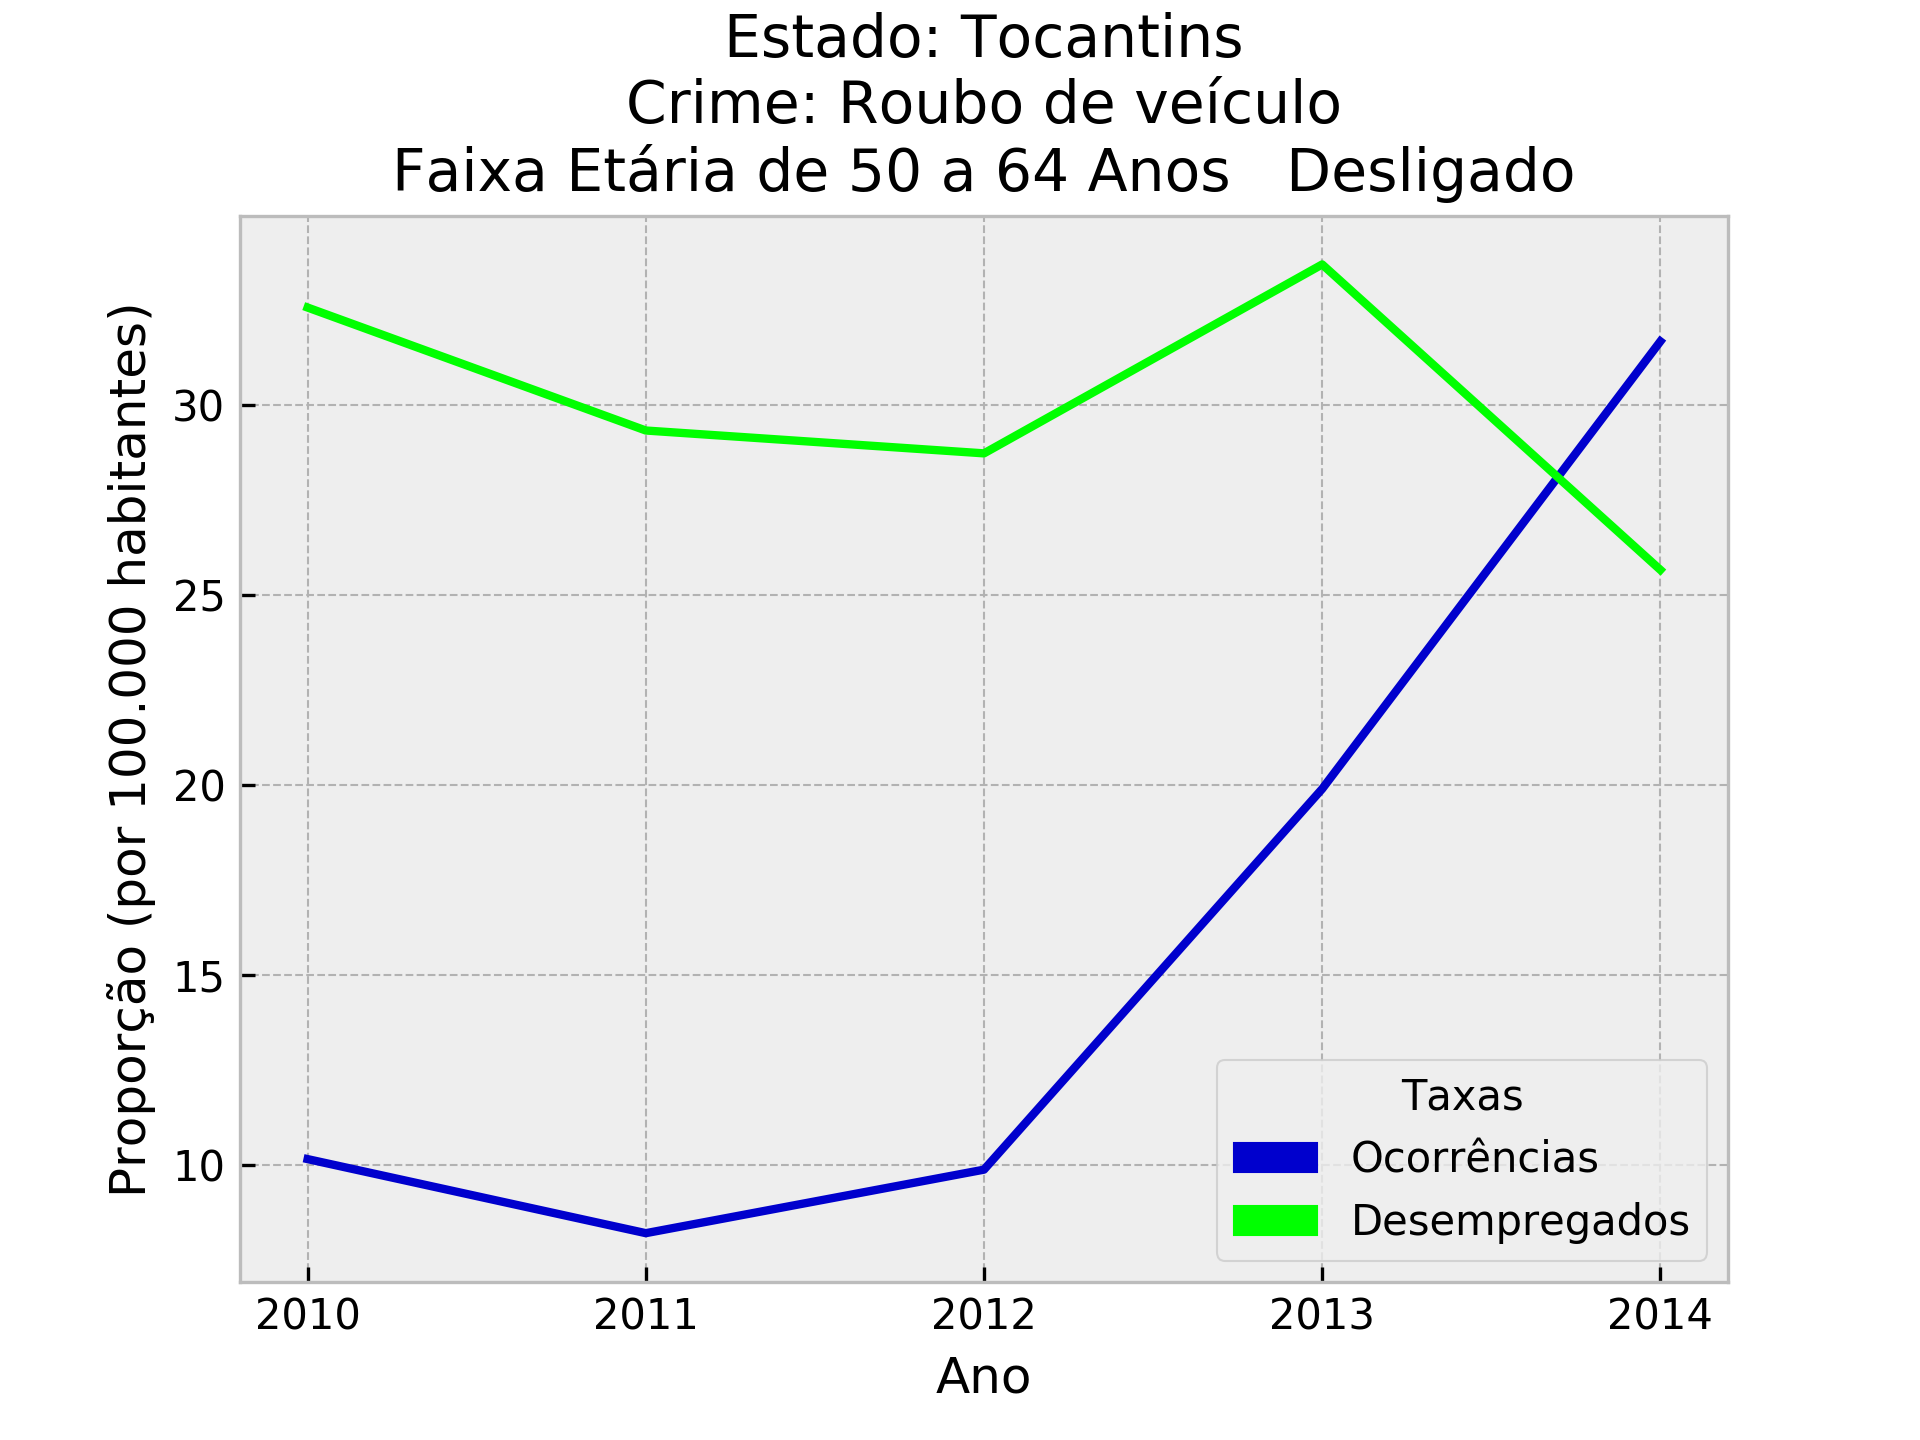 Estado: Tocantins
Crime: Roubo de veículo
Faixa Etária de 50 a 64 Anos   Desligado
Proporção (por 100.000 habitantes)
30
25
20
15
10
Taxas
Ocorrências
Desempregados
2010
2011
2012
2013
2014
Ano